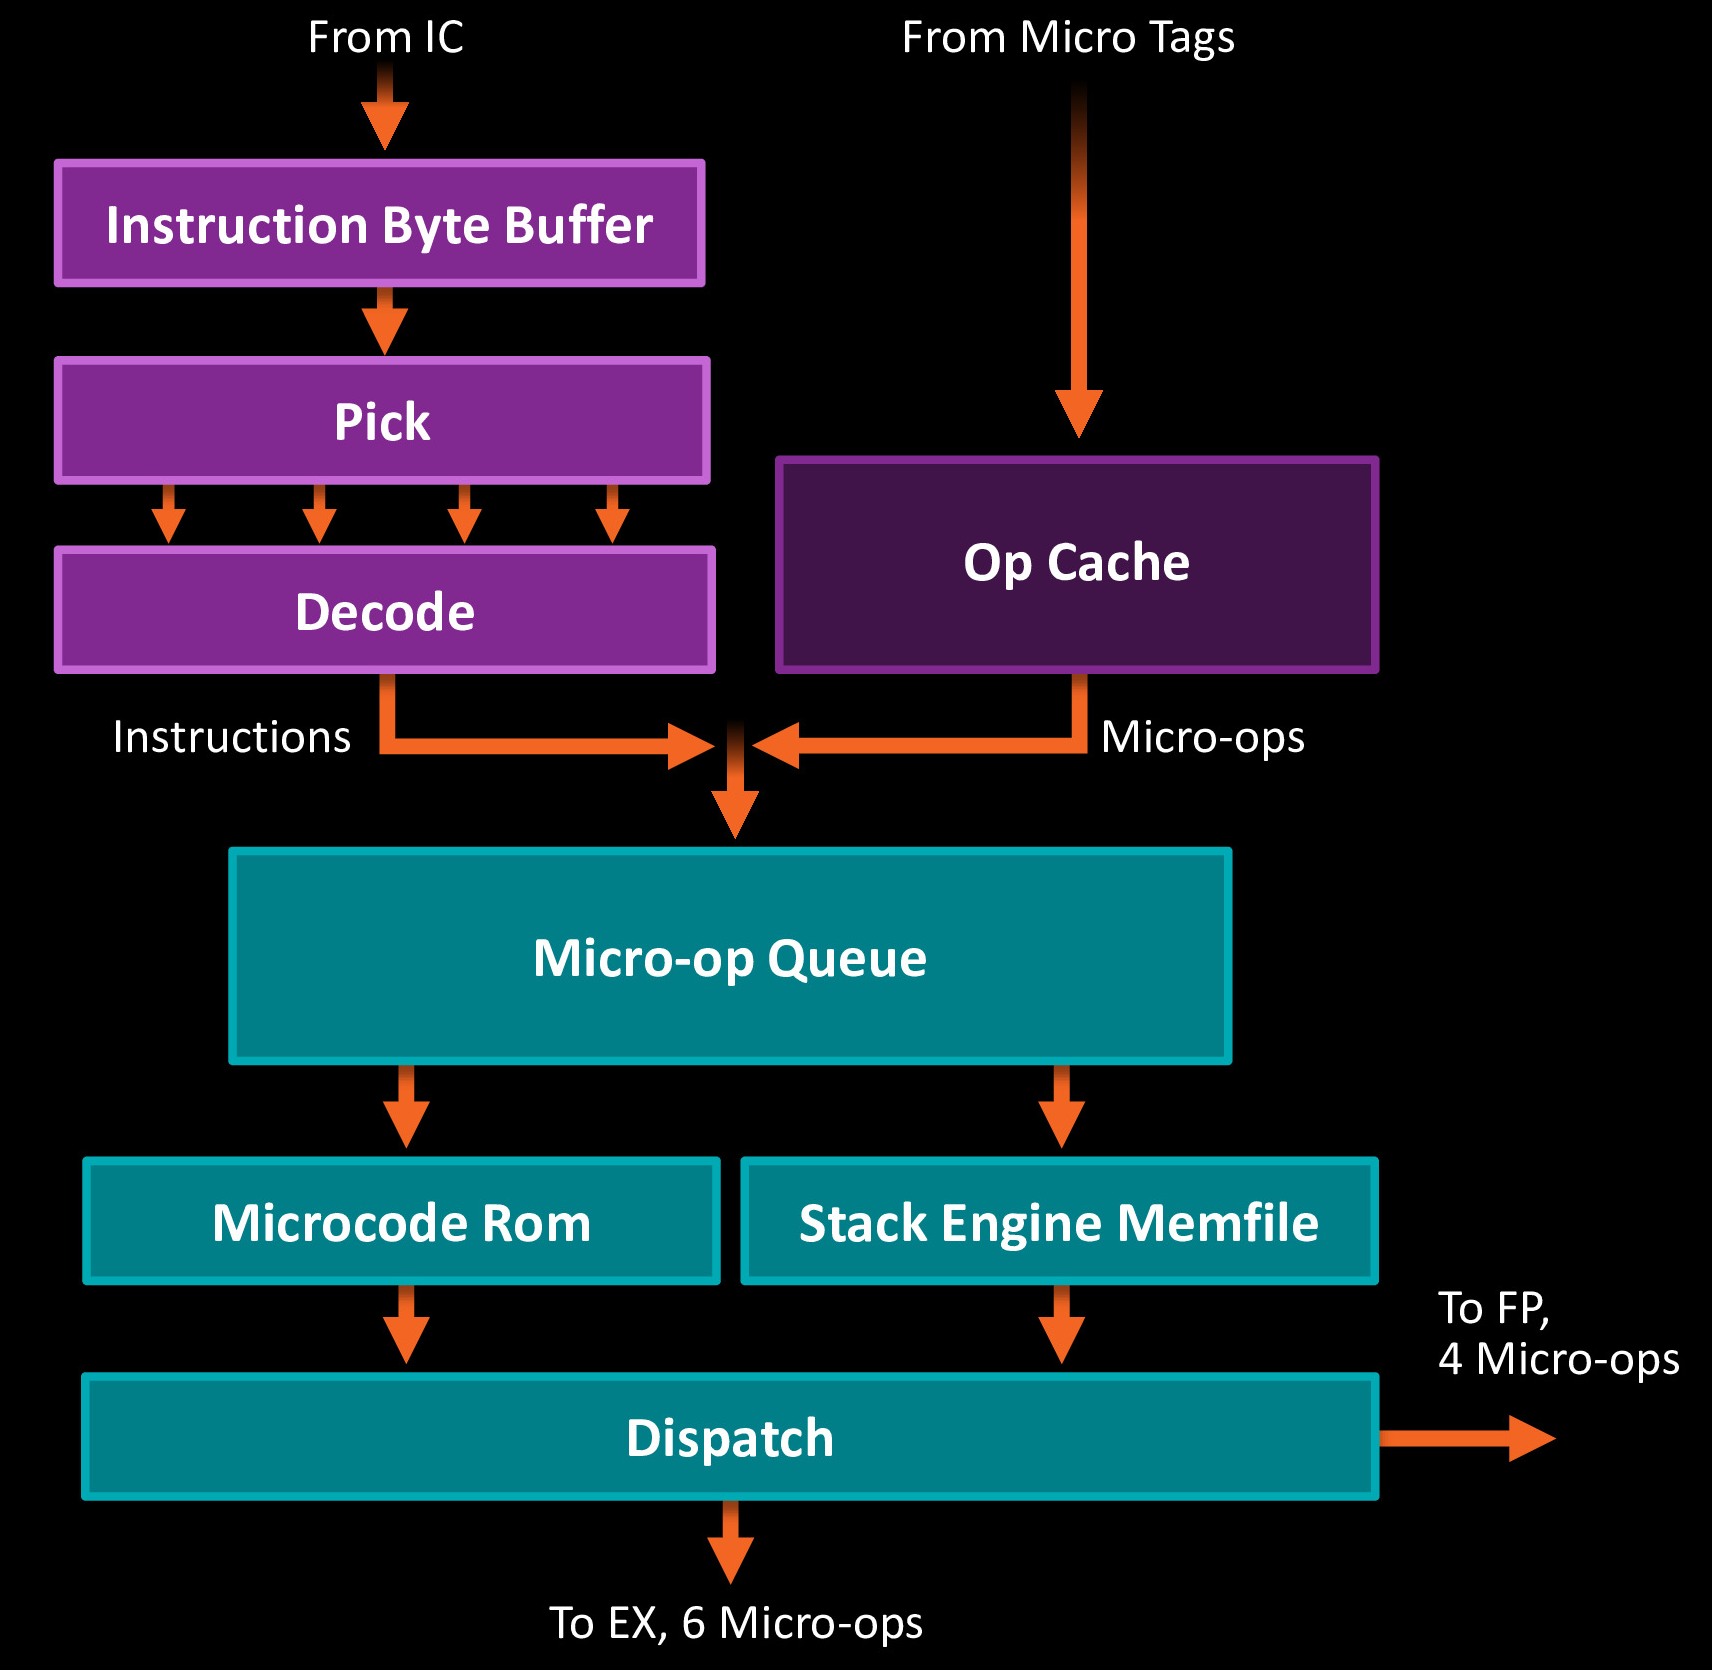 From IC
From Micro Tags
Instruction Byte Buffer
Pick
Decode
Op Cache
Instructions
Micro-ops
Micro-op Queue
Microcode Rom
Stack Engine Memfile
To FP,
4 Micro-ops
Dispatch
To EX, 6 Micro-ops